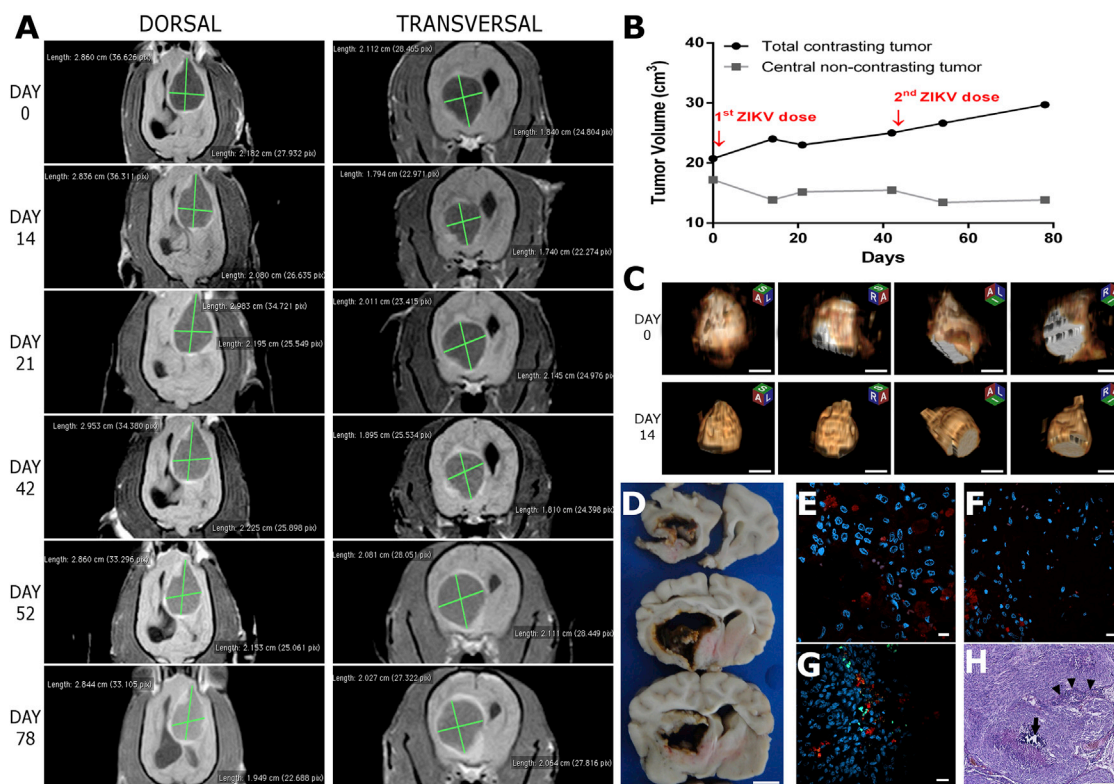 A
DORSAL
TRANSVERSAL
DAY
0
Length: 2.860 cm (36.626 pix)
Length: 2.182 cm (27.932 pix)
Length: 2.112 cm (28.465 pix)
Length: 1.840 cm (24.804 pix)
DAY
14
Length: 2.836 cm (36.311 pix)
Length: 2.080 cm (26.635 pix)
Length: 1.794 cm (22.971 pix)
Length: 1.740 cm (22.274 pix)
DAY
21
Length: 2.983 cm (34.721 pix)
Length: 2.195 cm (25.549 pix)
Length: 2.011 cm (23.415 pix)
Length: 2.145 cm (24.976 pix)
DAY
42
Length: 2.953 cm (34.380 pix)
Length: 2.225 cm (25.898 pix)
Length: 1.895 cm (25.534 pix)
Length: 1.810 cm (24.398 pix)
DAY
52
Length: 2.860 cm (33.296 pix)
Length: 2.153 cm (25.061 pix)
Length: 2.081 cm (28.051 pix)
Length: 2.111 cm (28.449 pix)
DAY
78
Length: 2.844 cm (33.105 pix)
Length: 1.949 cm (22.688 pix)
Length: 2.027 cm (27.322 pix)
Length: 2.064 cm (27.816 pix)
B
Total contrasting tumor
Central non-contrasting tumor
1st ZIKV dose
2nd ZIKV dose
Tumor Volume (cm³)
40
30
20
10
0 20 40 60 80
Days
C
DAY
0
S A L
S R A
A L I
R A
DAY
14
S A L
S R A
A L I
R A I
D
E
F
G
H